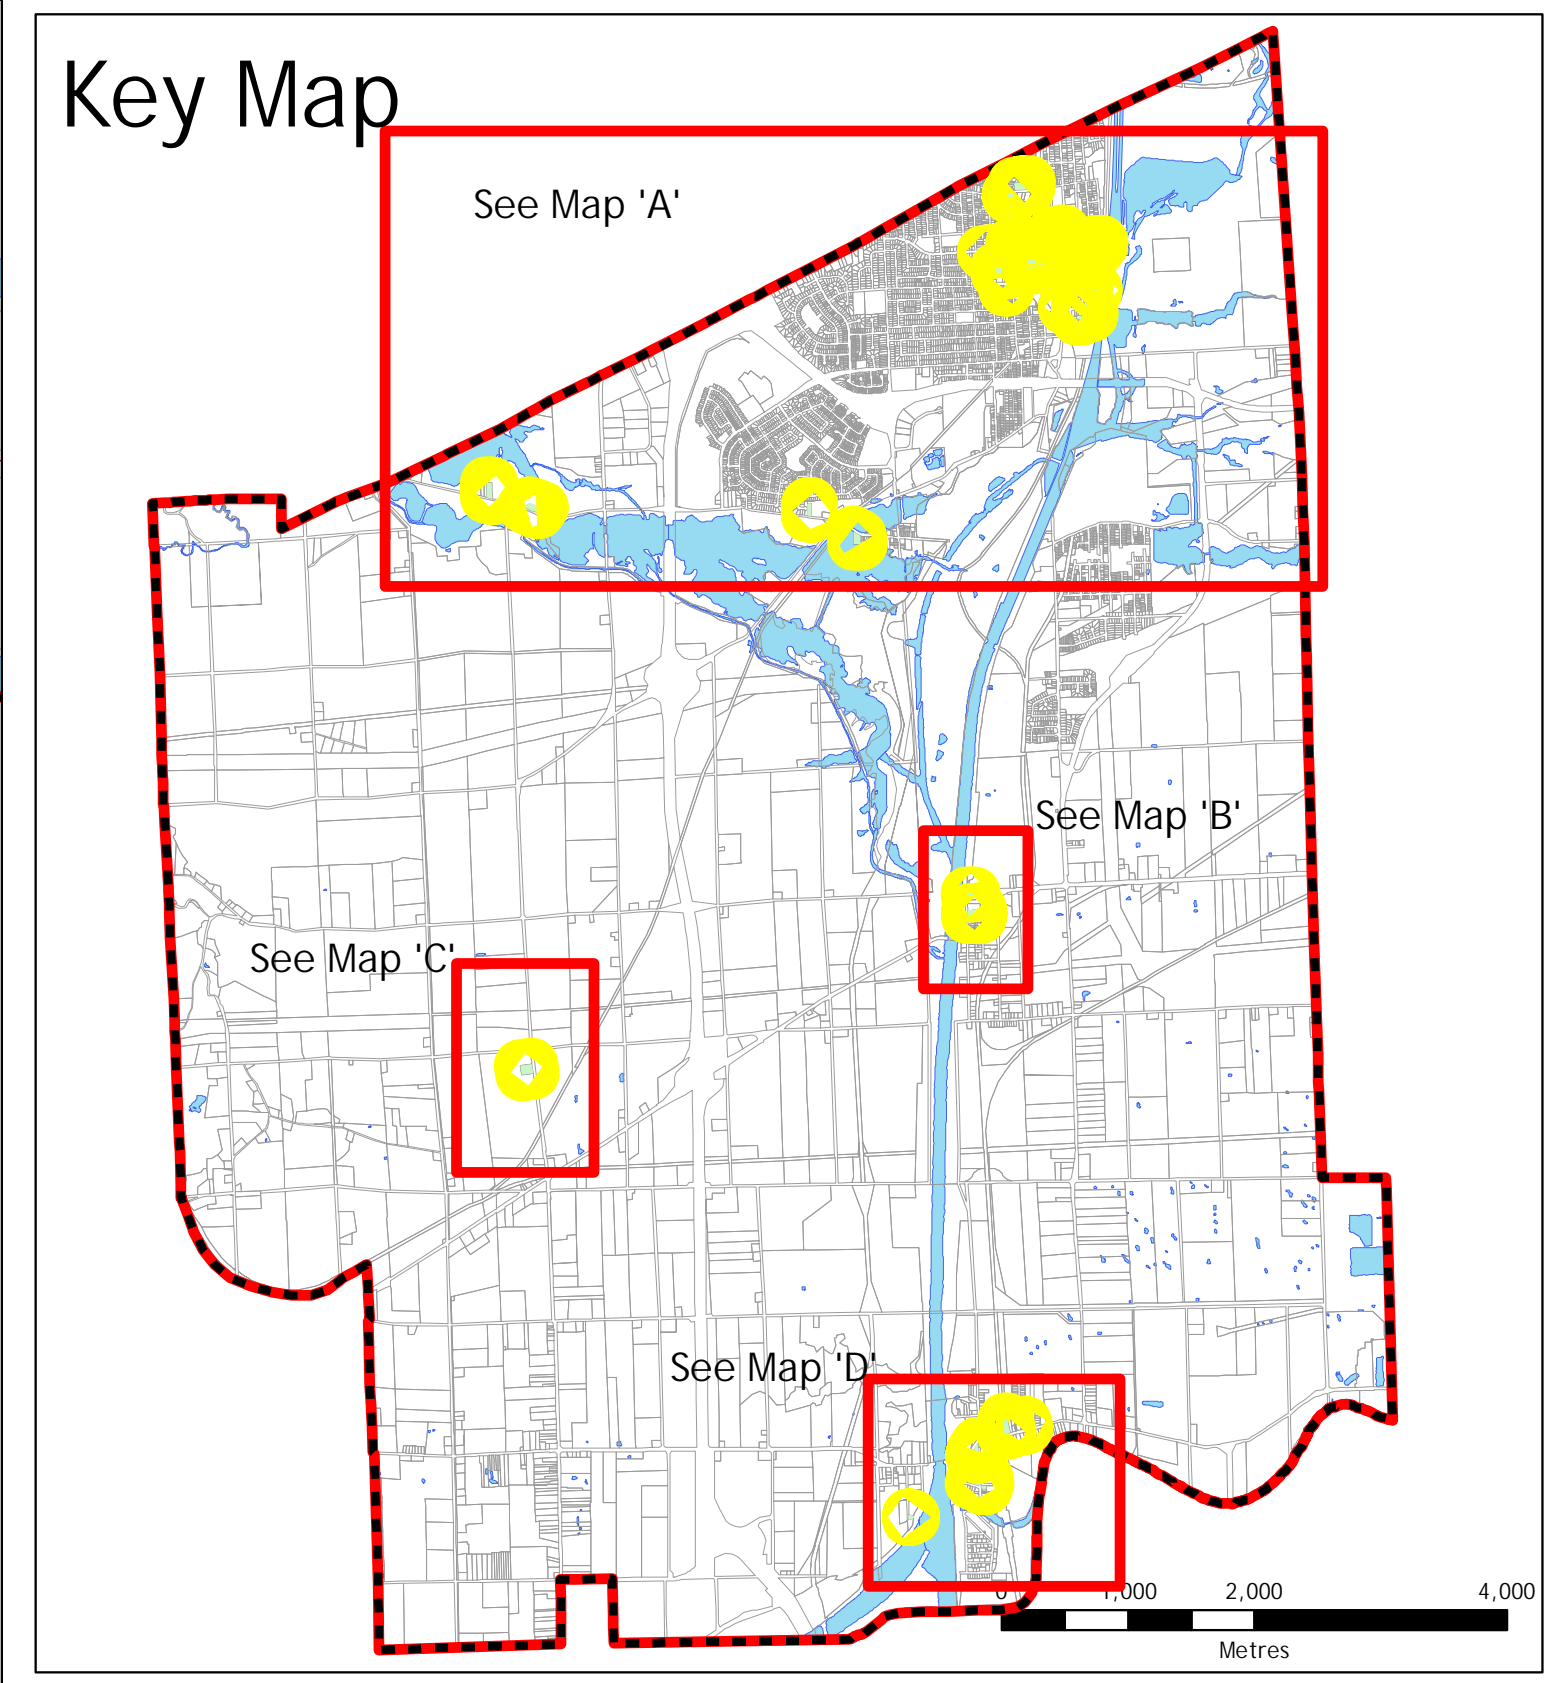 Key Map
See Map 'A'
See Map 'B'
See Map 'C'
See Map 'D'
0 1,000 2,000 4,000
Metres